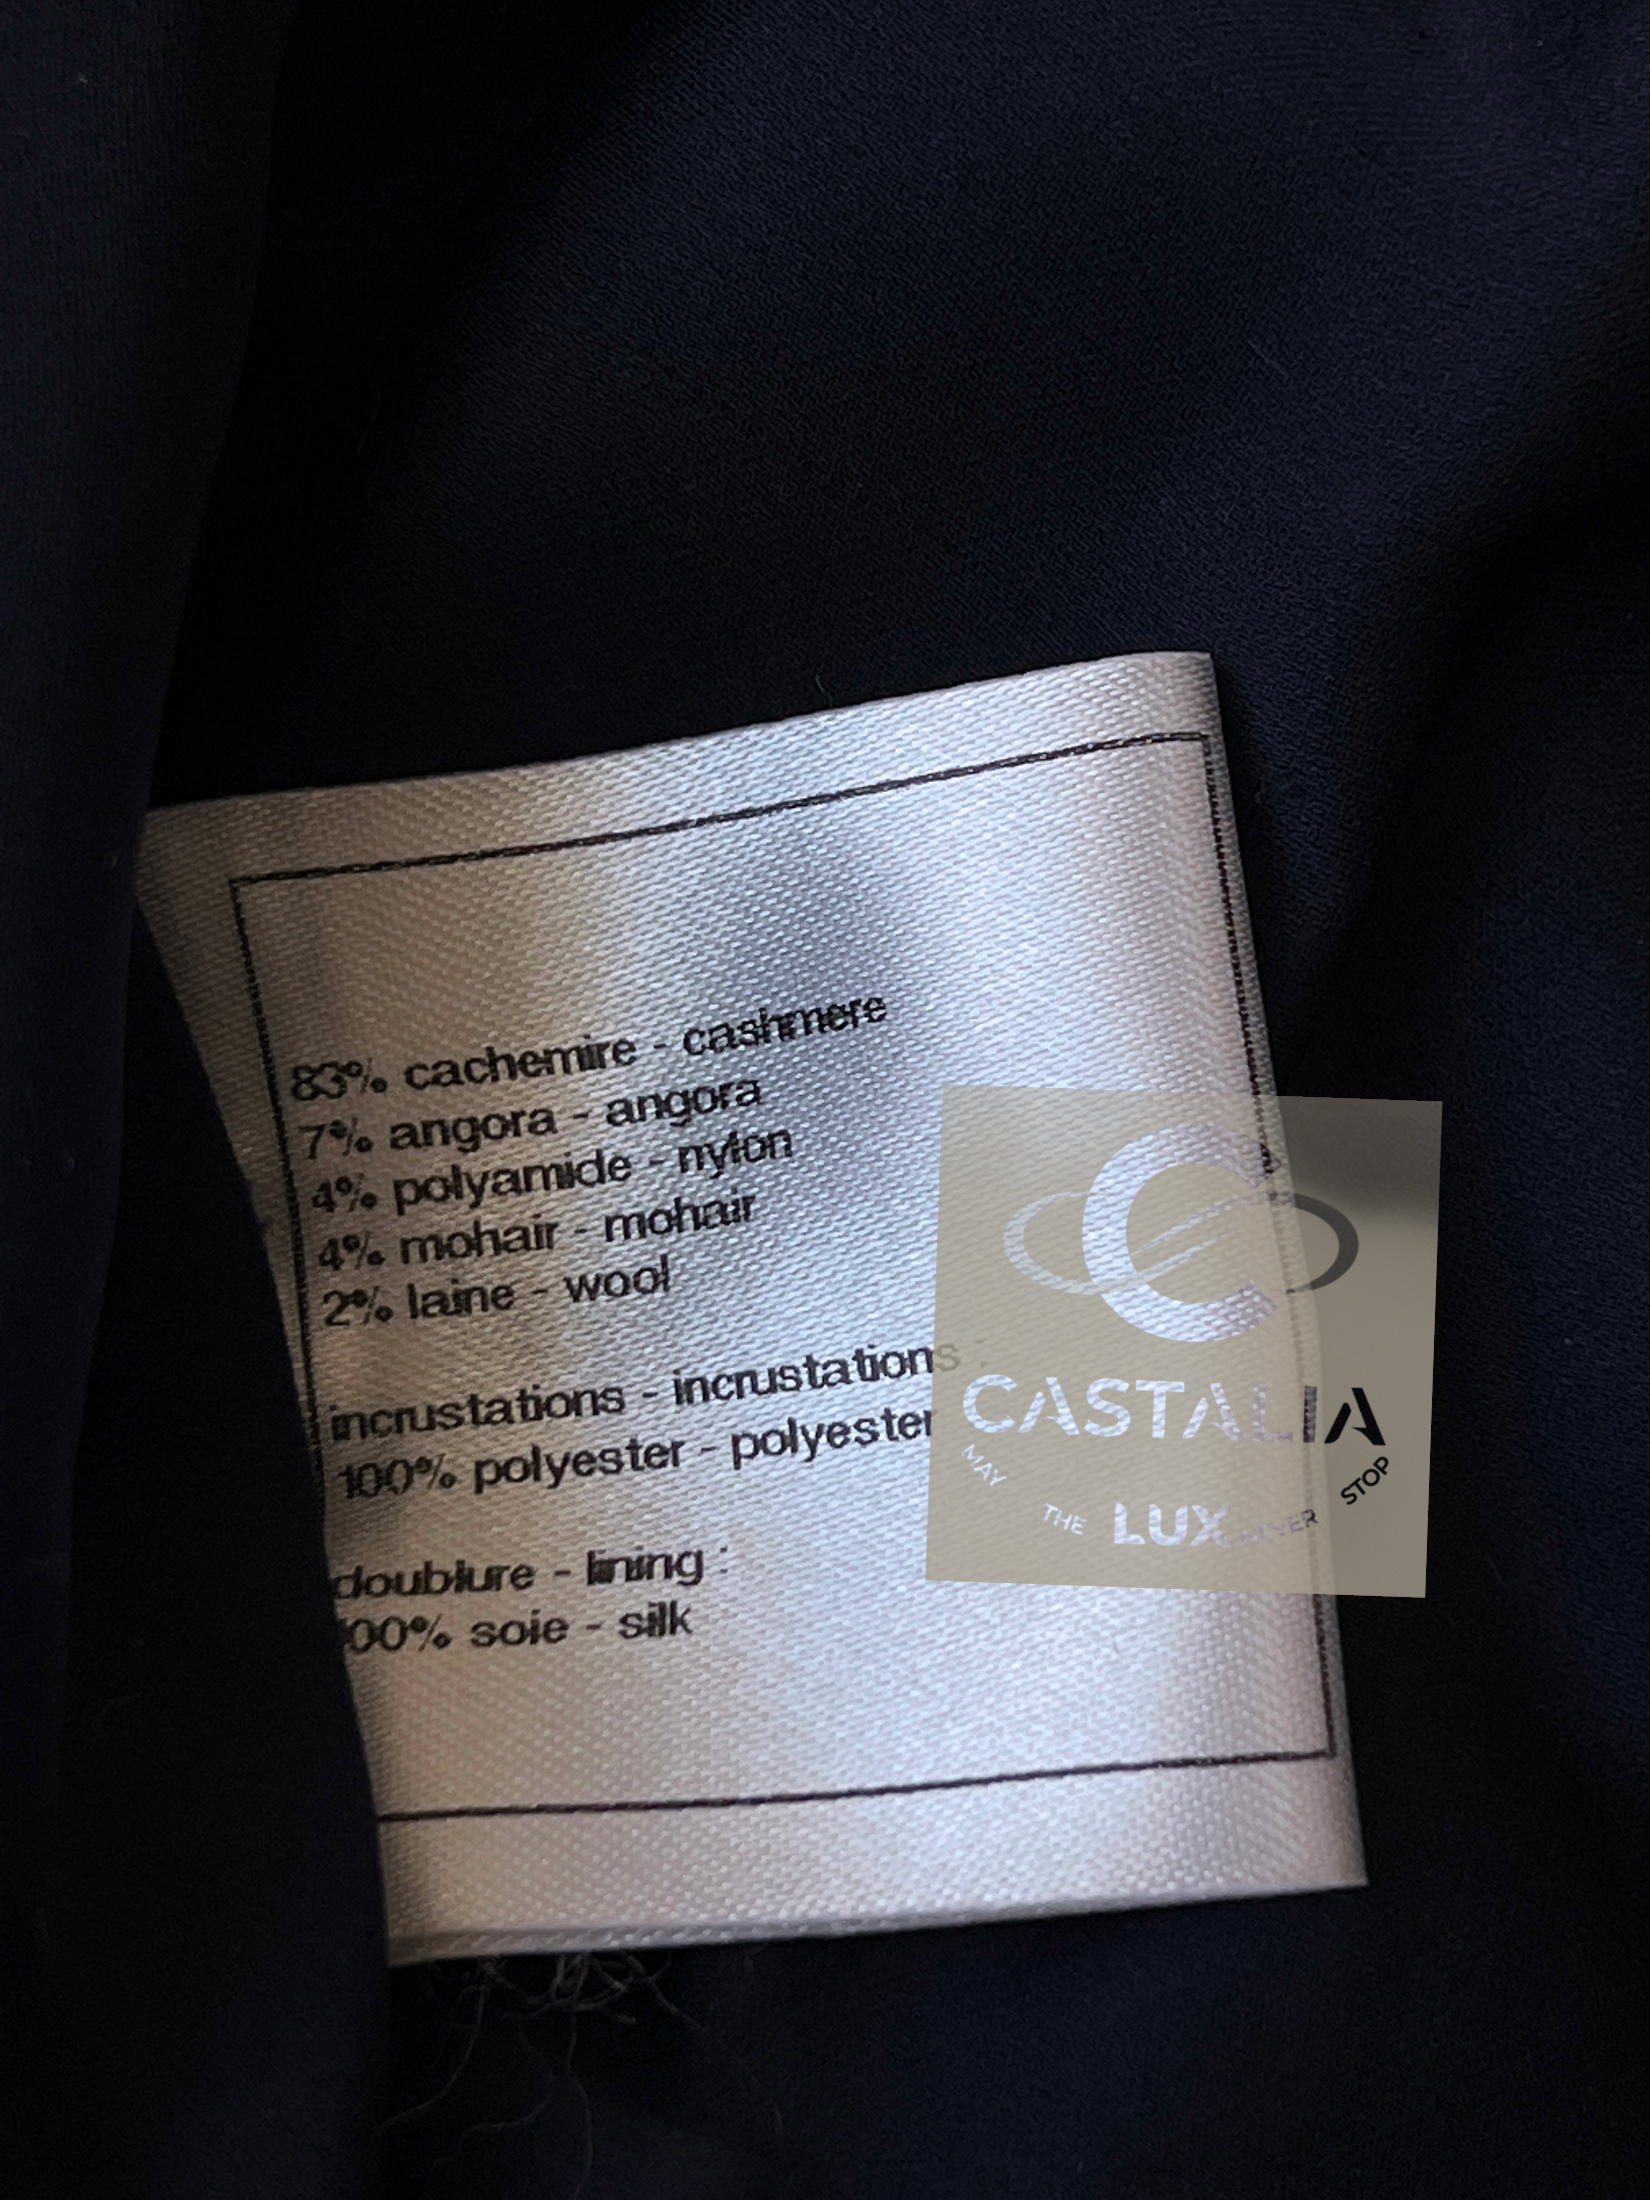 83% cachemire - cashmere
7% angora - angora
4% polyamide - nylon
4% mohair - mohair
2% laine - wool
incrustations - incrustations :
100% polyester - polyester
doublure - lining :
100% soie - silk
C
CASTALIA
MAY THE LUX NEVER STOP